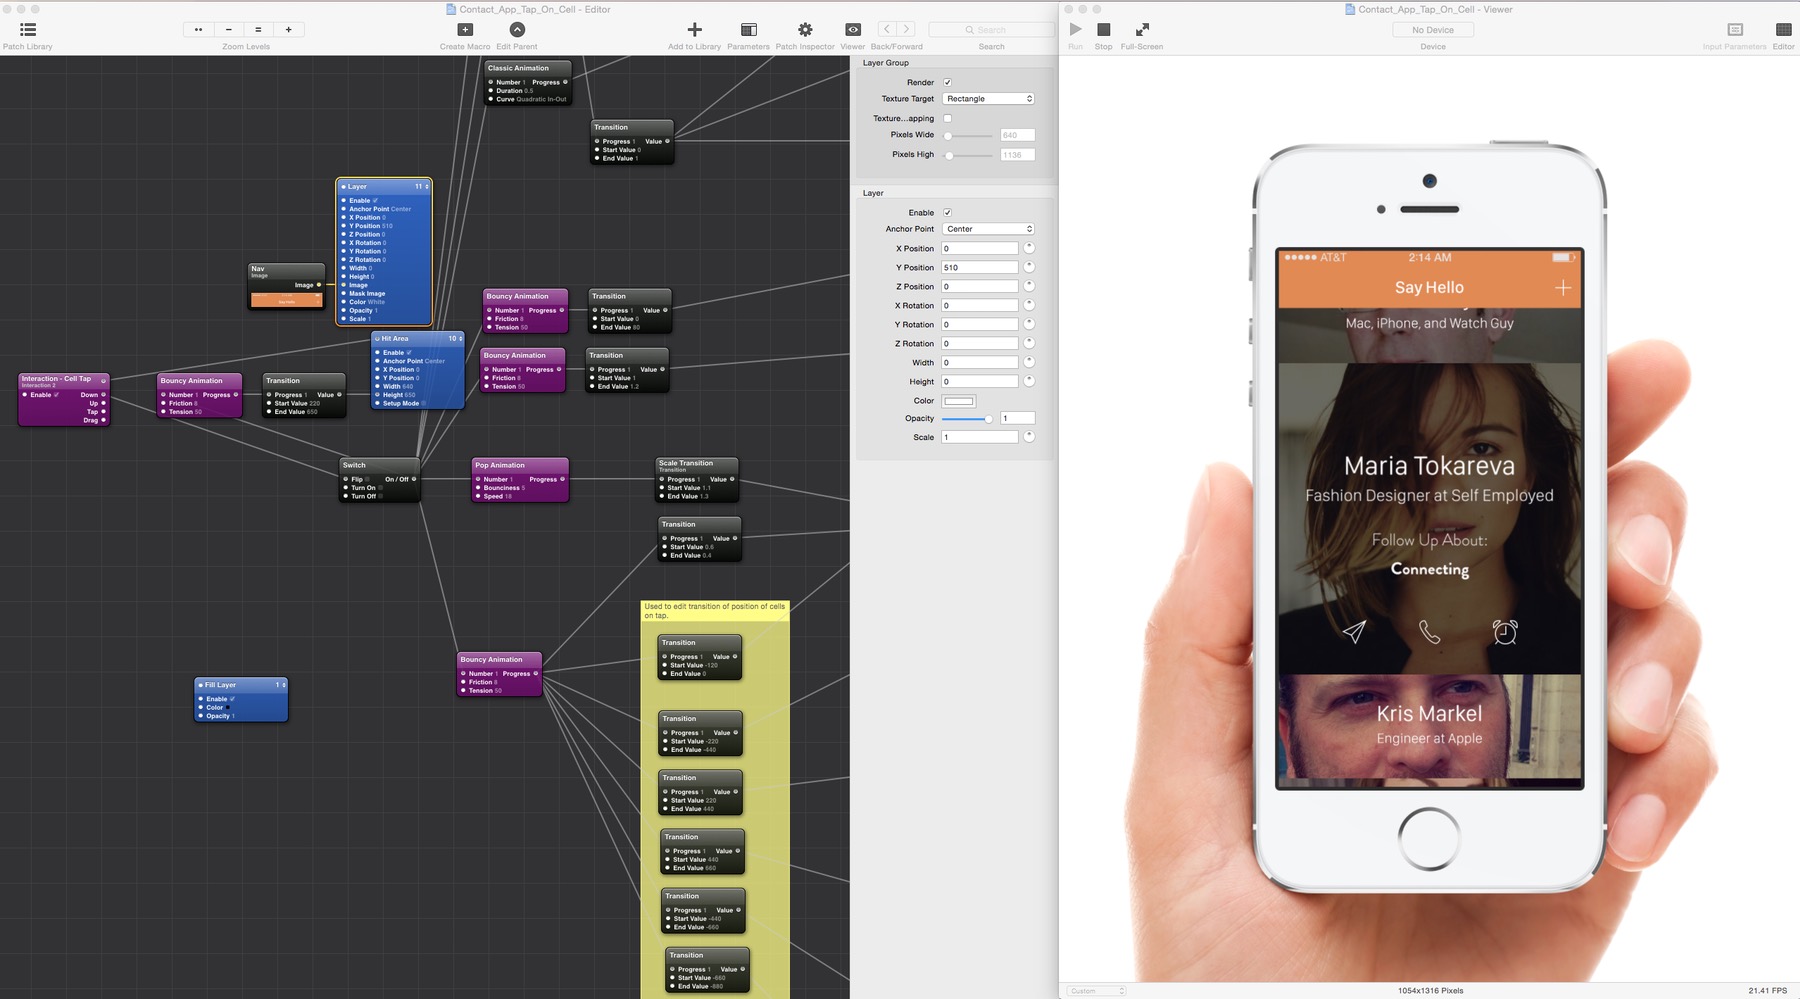 Contact_App_Tap_On_Cell - Editor
Patch Library
Zoom Levels
Create Macro
Edit Parent
Add to Library
Parameters
Patch Inspector
Viewer
Back/Forward
Search
Search
Classic Animation
Number 1 Progress
Duration 0.5
Curve Quadratic In-Out
Transition
Progress 1 Value
Start Value 0
End Value 1
Layer 11
Enable
Anchor Point Center
X Position 0
Y Position 510
Z Position 0
X Rotation 0
Y Rotation 0
Z Rotation 0
Width 0
Height 0
Image
Mask Image
Color White
Opacity 1
Scale 1
Nav
Image
Image
Say Hello
Bouncy Animation
Number 1 Progress
Friction 8
Tension 50
Transition
Progress 1 Value
Start Value 0
End Value 80
Hit Area 10
Enable
Anchor Point Center
X Position 0
Y Position 0
Width 640
Height 650
Setup Mode
Bouncy Animation
Number 1 Progress
Friction 8
Tension 50
Transition
Progress 1 Value
Start Value 1
End Value 1.2
Interaction - Cell Tap
Interaction 2
Enable Down
Up
Tap
Drag
Bouncy Animation
Number 1 Progress
Friction 8
Tension 50
Transition
Progress 1 Value
Start Value 220
End Value 650
Switch
Flip On / Off
Turn On
Turn Off
Pop Animation
Number 1 Progress
Bounciness 5
Speed 18
Scale Transition
Transition
Progress 1 Value
Start Value 1.1
End Value 1.3
Transition
Progress 1 Value
Start Value 0.6
End Value 0.4
Used to edit transition of position of cells
on tap.
Transition
Progress 1 Value
Start Value -120
End Value 0
Bouncy Animation
Number 1 Progress
Friction 8
Tension 50
Fill Layer 1
Enable
Color
Opacity 1
Transition
Progress 1 Value
Start Value -220
End Value -440
Transition
Progress 1 Value
Start Value 220
End Value 440
Transition
Progress 1 Value
Start Value 440
End Value 660
Transition
Progress 1 Value
Start Value -440
End Value -660
Transition
Progress 1 Value
Start Value -660
End Value -880
Layer Group
Render
Texture Target Rectangle
Texture...apping
Pixels Wide 640
Pixels High 1136
Layer
Enable
Anchor Point Center
X Position 0
Y Position 510
Z Position 0
X Rotation 0
Y Rotation 0
Z Rotation 0
Width 0
Height 0
Color
Opacity 1
Scale 1
Contact_App_Tap_On_Cell - Viewer
Run
Stop
Full-Screen
No Device
Device
Input Parameters
Editor
AT&T 2:14 AM
Say Hello
Mac, iPhone, and Watch Guy
Maria Tokareva
Fashion Designer at Self Employed
Follow Up About:
Connecting
Kris Markel
Engineer at Apple
Custom
1054x1316 Pixels
21.41 FPS